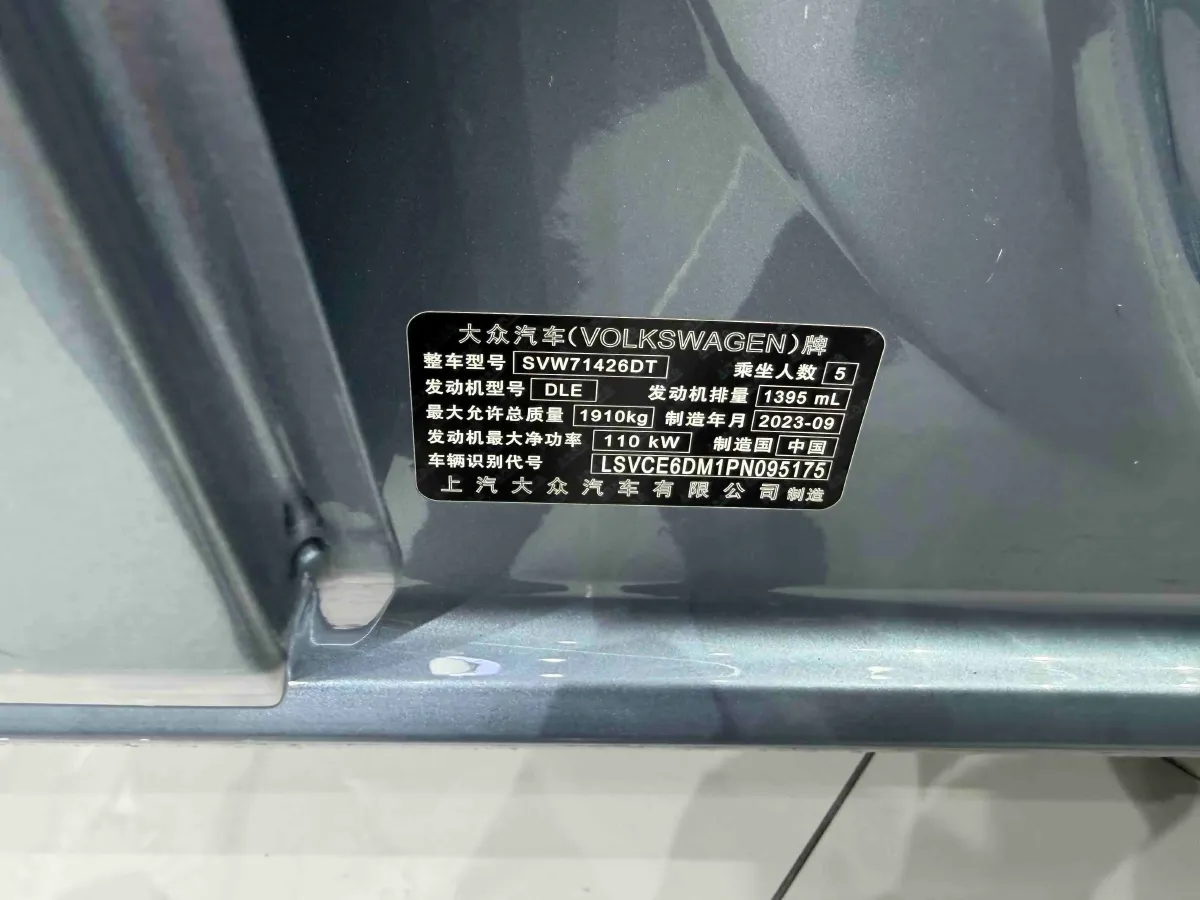 大众汽车(VOLKSWAGEN)牌
整车型号 SVW71426DT 乘坐人数 5
发动机型号 DLE 发动机排量 1395 mL
最大允许总质量 1910kg 制造年月 2023-09
发动机最大净功率 110 kW 制造国 中国
车辆识别代号 LSVCE6DM1PN095175
上汽大众汽车有限公司 制造